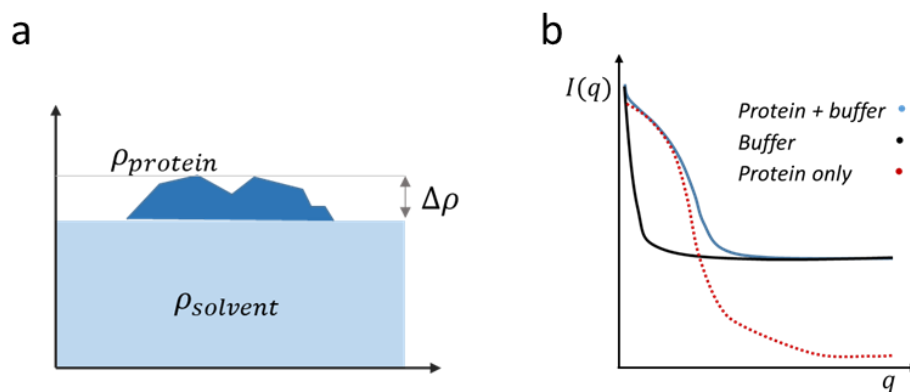 a
ρprotein
Δρ
ρsolvent
b
I(q)
Protein + buffer
Buffer
Protein only
q